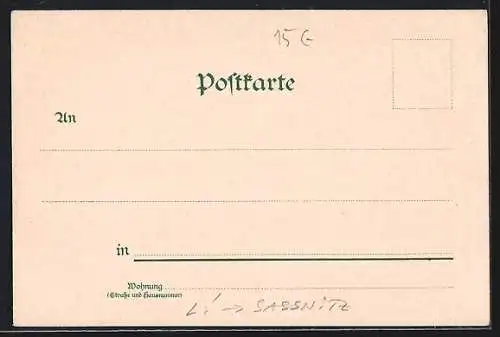 15 €
Postkarte
An
in
Wohnung
(Straße und Hausnummer)
L! → SASSNITZ